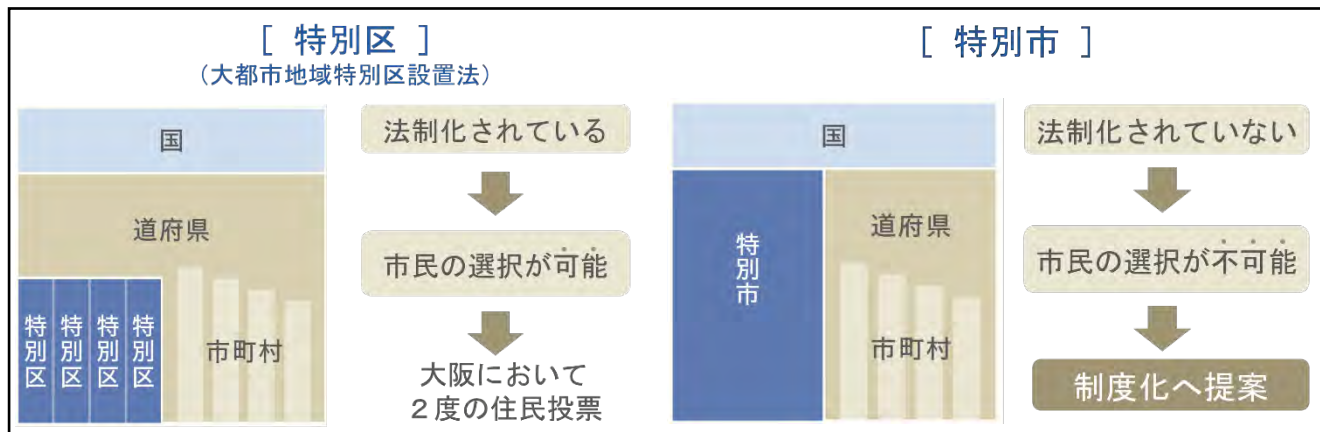 ［ 特別区 ］
（大都市地域特別区設置法）
国
道府県
特別区
特別区
特別区
特別区
市町村
法制化されている
市民の選択が可能
大阪において
２度の住民投票
［ 特別市 ］
国
特別市
道府県
市町村
法制化されていない
市民の選択が不可能
制度化へ提案